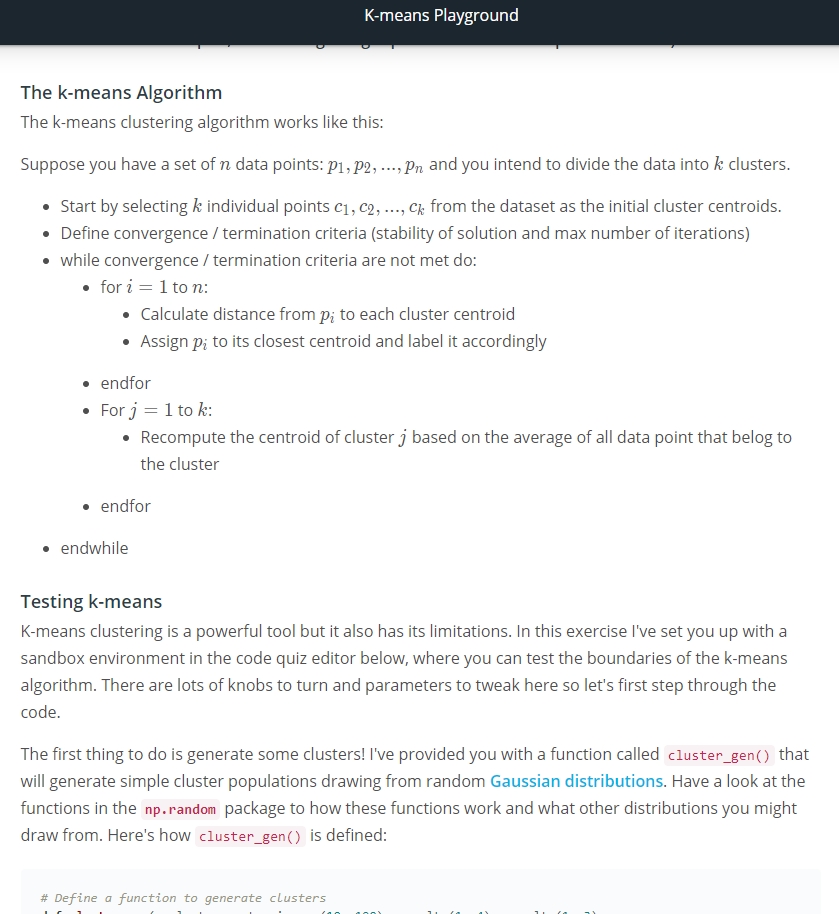 K-means Playground
The k-means Algorithm
The k-means clustering algorithm works like this:
Suppose you have a set of n data points: p1, p2, ..., pn and you intend to divide the data into k clusters.
• Start by selecting k individual points c1, c2, ..., ck from the dataset as the initial cluster centroids.
• Define convergence / termination criteria (stability of solution and max number of iterations)
• while convergence / termination criteria are not met do:
• for i = 1 to n:
• Calculate distance from pi to each cluster centroid
• Assign pi to its closest centroid and label it accordingly
• endfor
• For j = 1 to k:
• Recompute the centroid of cluster j based on the average of all data point that belog to
the cluster
• endfor
• endwhile
Testing k-means
K-means clustering is a powerful tool but it also has its limitations. In this exercise I've set you up with a
sandbox environment in the code quiz editor below, where you can test the boundaries of the k-means
algorithm. There are lots of knobs to turn and parameters to tweak here so let's first step through the
code.
The first thing to do is generate some clusters! I've provided you with a function called cluster_gen() that
will generate simple cluster populations drawing from random Gaussian distributions. Have a look at the
functions in the np.random package to how these functions work and what other distributions you might
draw from. Here's how cluster_gen() is defined:
# Define a function to generate clusters